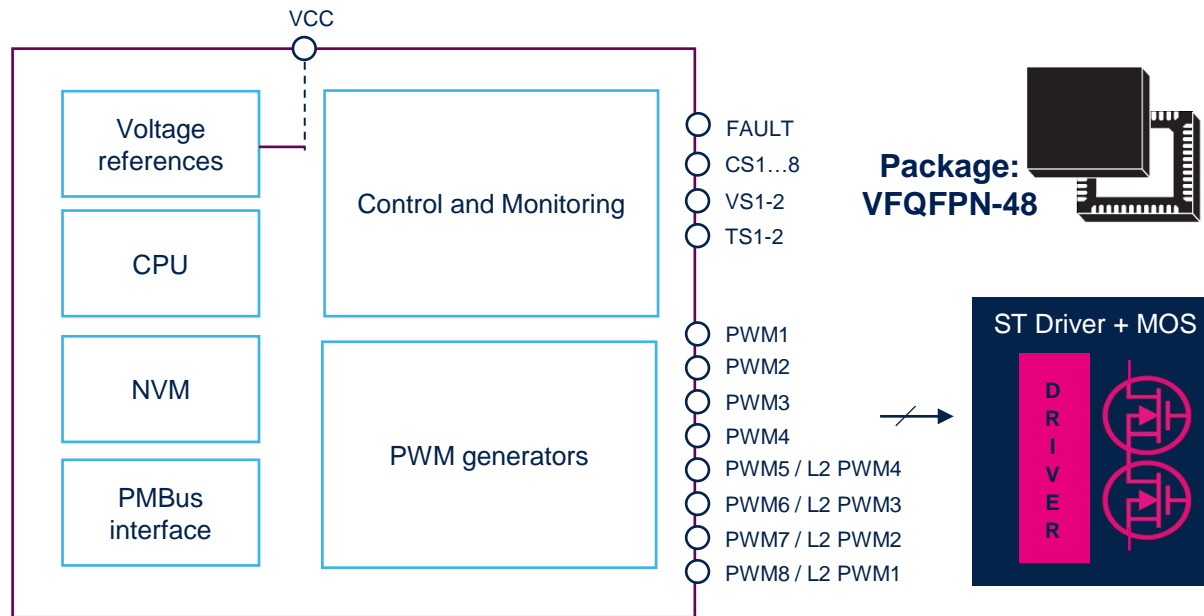 VCC
Voltage
references
CPU
NVM
PMBus
interface
Control and Monitoring
PWM generators
FAULT
CS1...8
VS1-2
TS1-2
PWM1
PWM2
PWM3
PWM4
PWM5 / L2 PWM4
PWM6 / L2 PWM3
PWM7 / L2 PWM2
PWM8 / L2 PWM1
Package:
VFQFPN-48
ST Driver + MOS
D
R
I
V
E
R